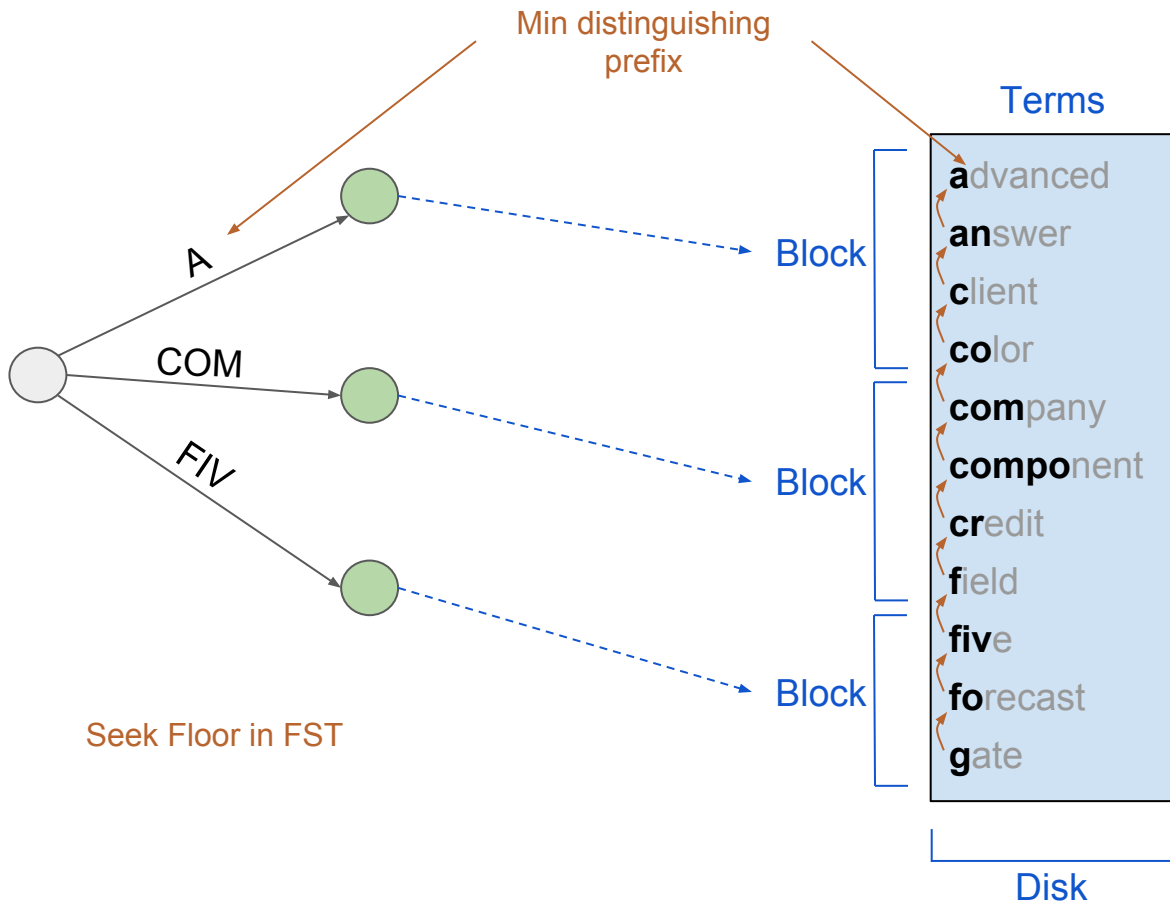 Min distinguishing
prefix
Terms
A
COM
FIV
Block
Block
Block
advanced
answer
client
color
company
component
credit
field
five
forecast
gate
Seek Floor in FST
Disk